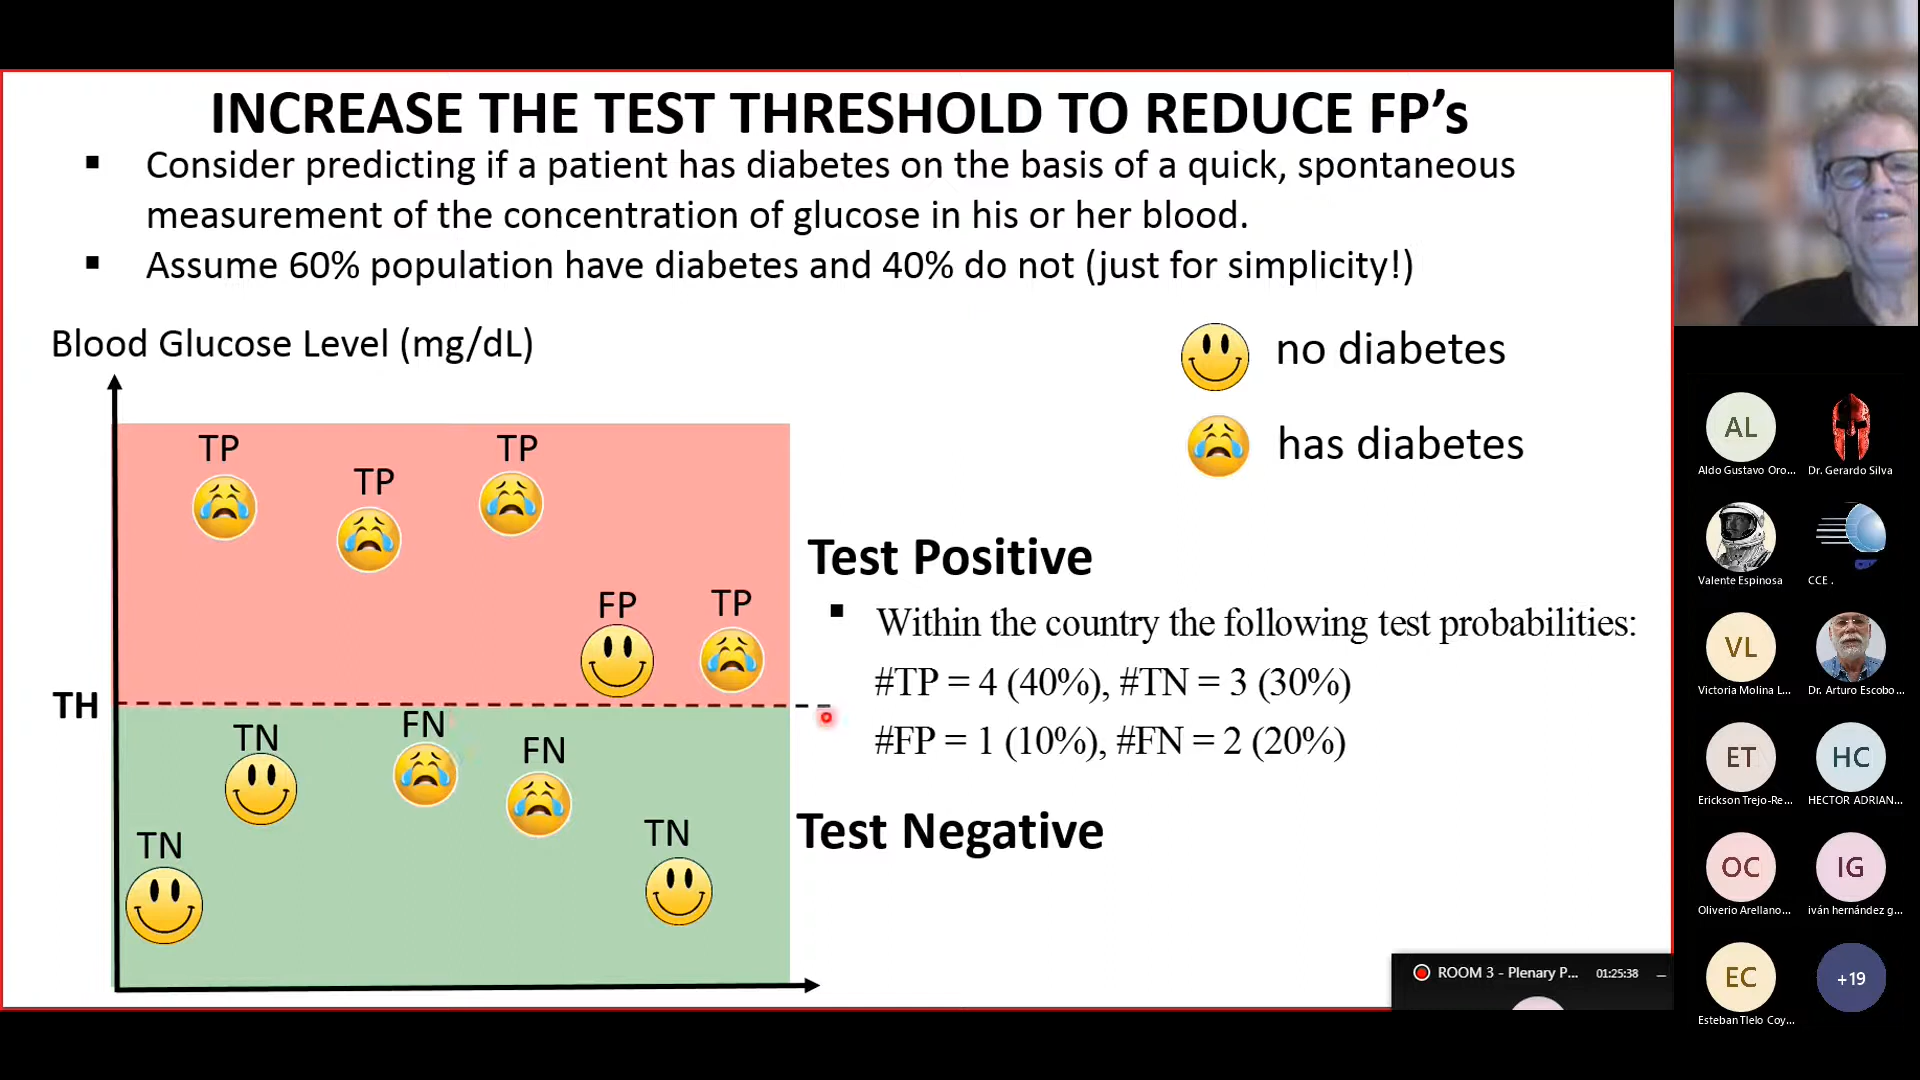 INCREASE THE TEST THRESHOLD TO REDUCE FP’s
▪ Consider predicting if a patient has diabetes on the basis of a quick, spontaneous
measurement of the concentration of glucose in his or her blood.
▪ Assume 60% population have diabetes and 40% do not (just for simplicity!)
Blood Glucose Level (mg/dL)
no diabetes
has diabetes
TP
TP
TP
FP
TP
TH
TN
FN
FN
TN
TN
Test Positive
▪ Within the country the following test probabilities:
#TP = 4 (40%), #TN = 3 (30%)
#FP = 1 (10%), #FN = 2 (20%)
Test Negative
ROOM 3 - Plenary P... 01:25:38
AL
Aldo Gustavo Oro...
Dr. Gerardo Silva
Valente Espinosa
CCE .
VL
Victoria Molina L...
Dr. Arturo Escobo...
ET
Erickson Trejo-Re...
HC
HECTOR ADRIAN...
OC
Oliverio Arellano...
IG
iván hernández g...
EC
Esteban Tlelo Coy...
+19